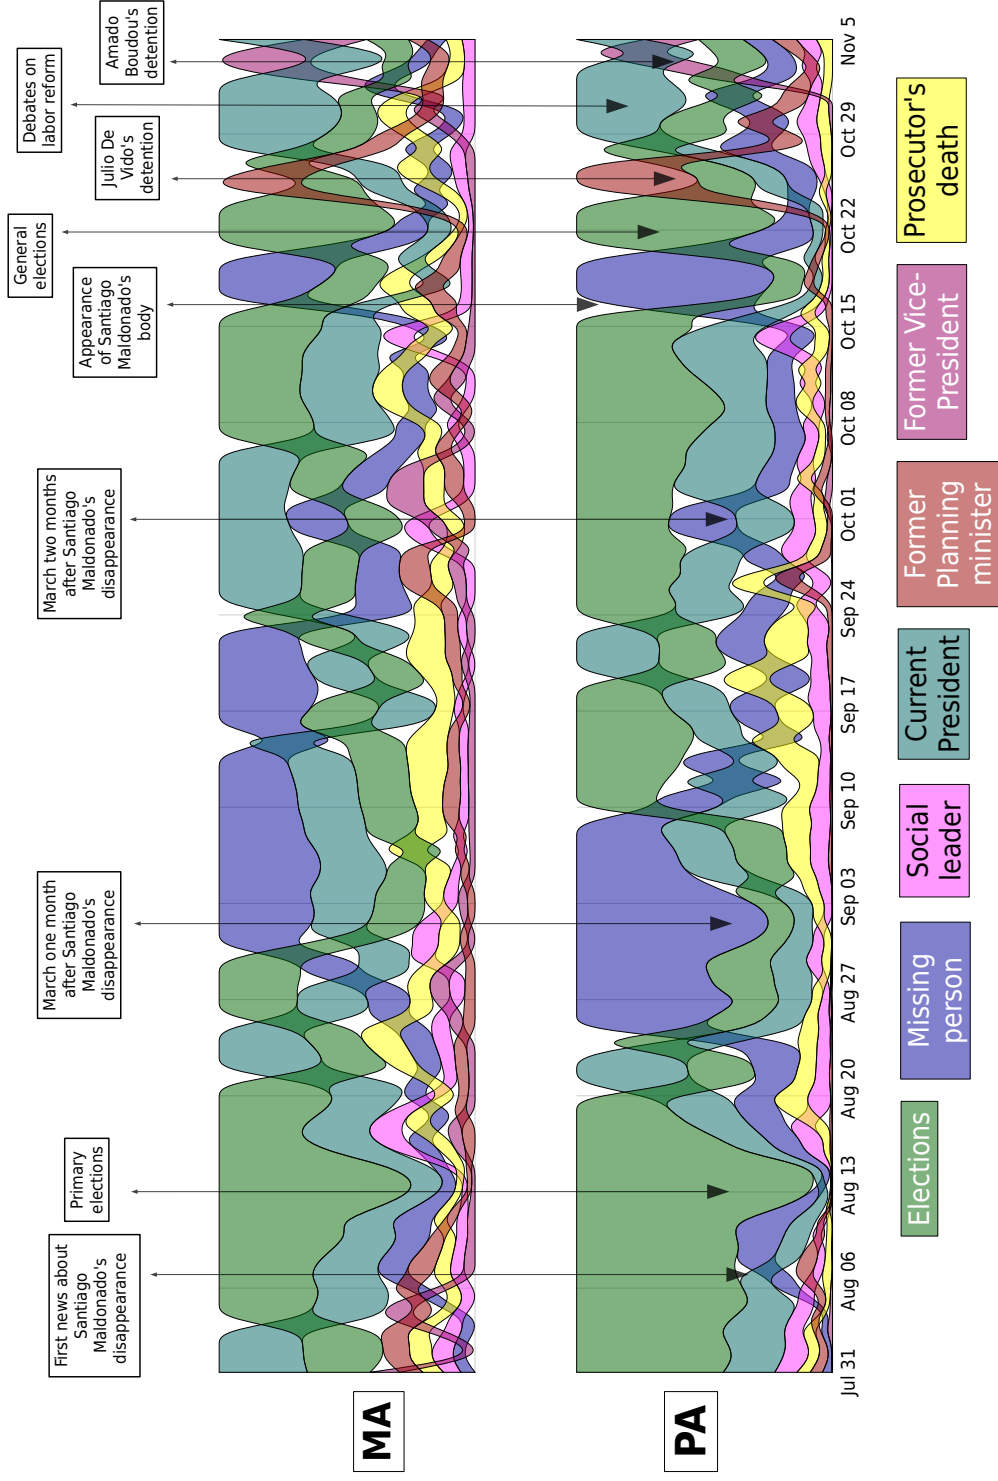 First news about
Santiago
Maldonado's
disappearance
Primary
elections
March one month
after Santiago
Maldonado's
disappearance
March two months
after Santiago
Maldonado's
disappearance
Appearance
of Santiago
Maldonado's
body
General
elections
Julio De
Vido's
detention
Debates on
labor reform
Amado
Boudou's
detention
MA
PA
Jul 31
Aug 06
Aug 13
Aug 20
Aug 27
Sep 03
Sep 10
Sep 17
Sep 24
Oct 01
Oct 08
Oct 15
Oct 22
Oct 29
Nov 5
Elections
Missing
person
Social
leader
Current
President
Former
Planning
minister
Former Vice-
President
Prosecutor's
death